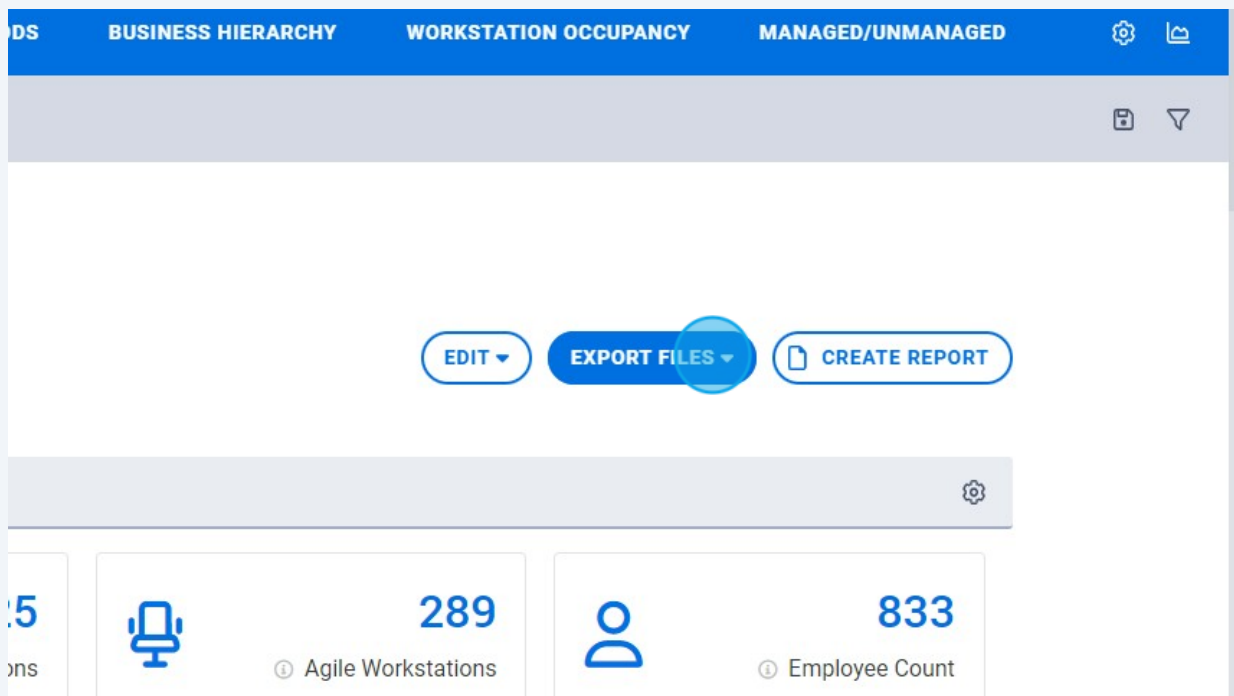 BUSINESS HIERARCHY WORKSTATION OCCUPANCY MANAGED/UNMANAGED
EDIT EXPORT FILES CREATE REPORT
289 833
Agile Workstations Employee Count